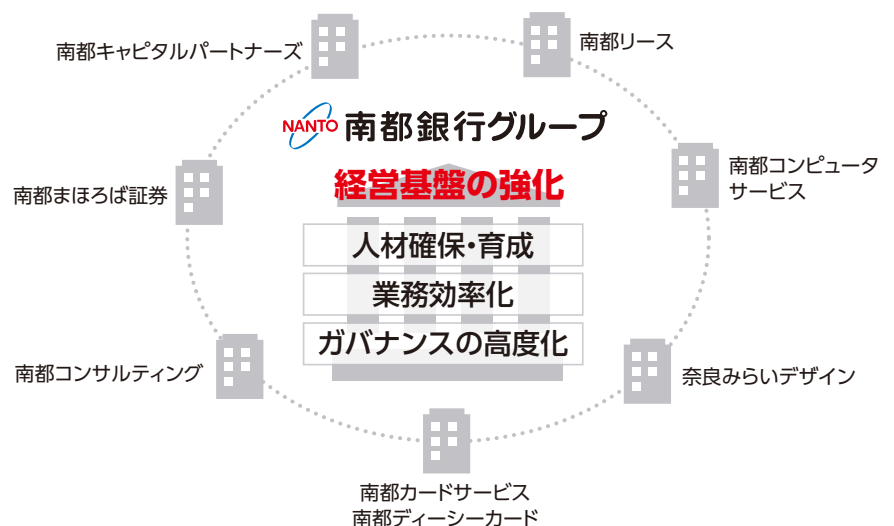 南都キャピタルパートナーズ
南都リース
NANTO 南都銀行グループ
経営基盤の強化
南都まほろば証券
南都コンピュータ
サービス
人材確保・育成
業務効率化
ガバナンスの高度化
南都コンサルティング
奈良みらいデザイン
南都カードサービス
南都ディーシーカード